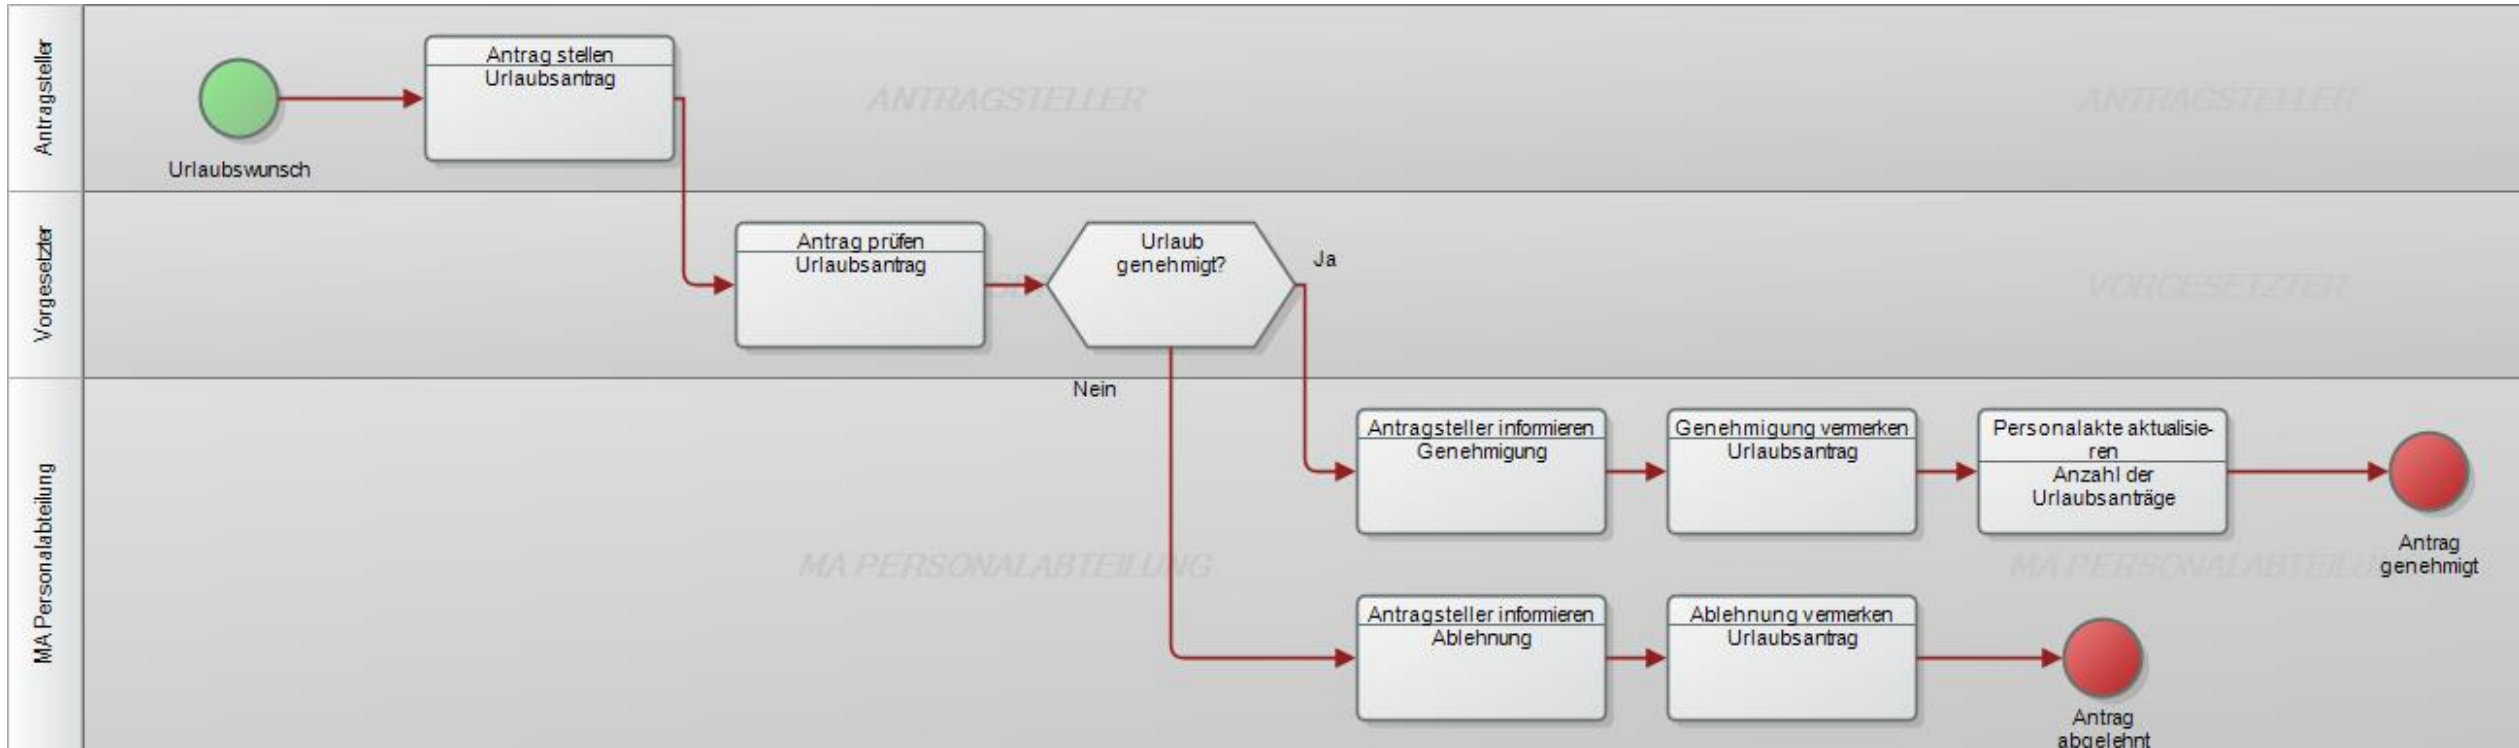 Antragsteller
Urlaubswunsch
Antrag stellen
Urlaubsantrag
ANTRAGSTELLER
ANTRAGSTELLER
Vorgesetzter
Antrag prüfen
Urlaubsantrag
Urlaub
genehmigt?
Ja
Nein
VORGESETZTER
MA Personalabteilung
Antragsteller informieren
Genehmigung
Genehmigung vermerken
Urlaubsantrag
Personalakte aktualisie-
ren
Anzahl der
Urlaubsanträge
Antrag
genehmigt
MA PERSONALABTEILUNG
Antragsteller informieren
Ablehnung
Ablehnung vermerken
Urlaubsantrag
Antrag
abgelehnt